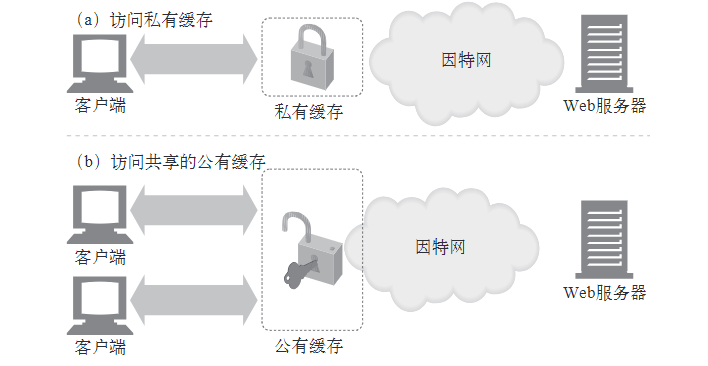 （a）访问私有缓存
因特网
客户端
私有缓存
Web服务器
（b）访问共享的公有缓存
客户端
因特网
Web服务器
客户端
公有缓存